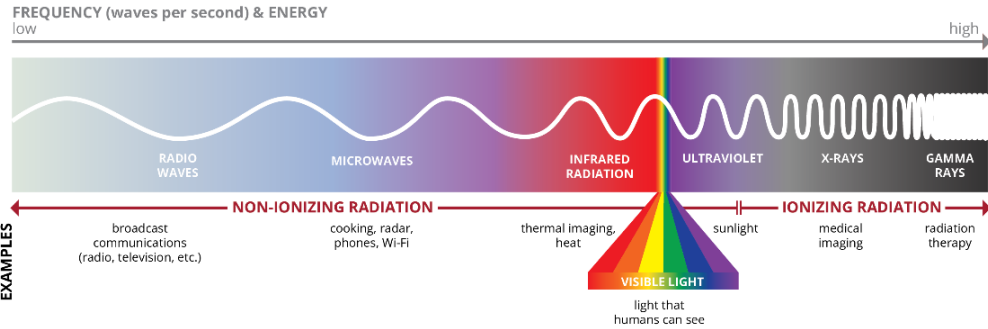 FREQUENCY (waves per second) & ENERGY
low
high
RADIO
WAVES
MICROWAVES
INFRARED
RADIATION
ULTRAVIOLET
X-RAYS
GAMMA
RAYS
NON-IONIZING RADIATION
IONIZING RADIATION
EXAMPLES
broadcast
communications
(radio, television, etc.)
cooking, radar,
phones, Wi-Fi
thermal imaging,
heat
sunlight
medical
imaging
radiation
therapy
VISIBLE LIGHT
light that
humans can see